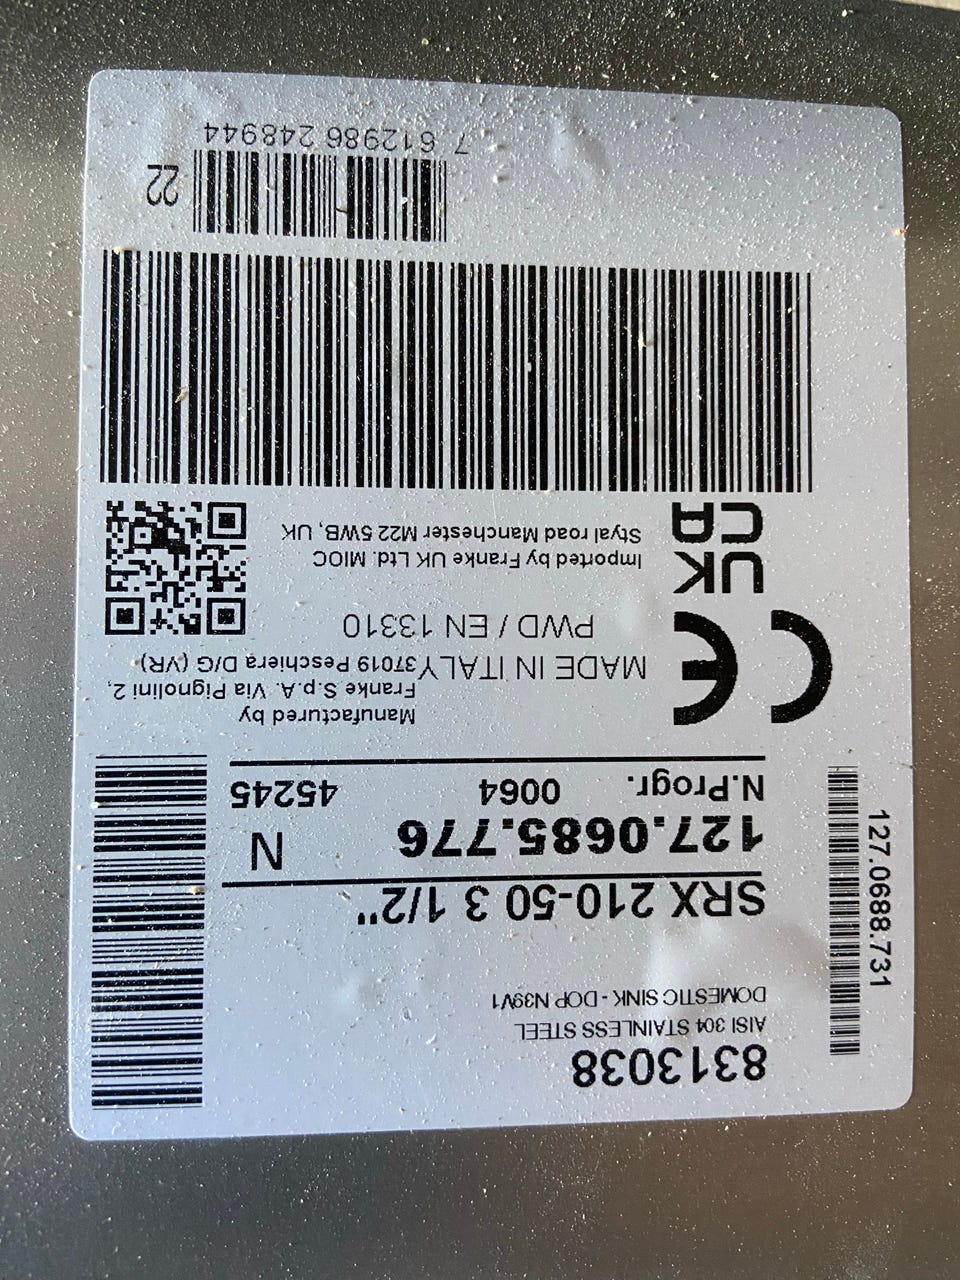 8313038
AISI 304 STAINLESS STEEL
DOMESTIC SINK - DOP N39V1
SRX 210-50 3 1/2"
127.0685.776 N
N.Progr. 0064 45245
CE
MADE IN ITALY
PWD / EN 13310
Manufactured by
Franke S.p.A. Via Pignolini 2,
37019 Peschiera D/G (VR)
UK
CA
Imported by Franke UK Ltd. MIOC
Styal road Manchester M22 5WB, UK
22
7 612986 248944
127.0688.731